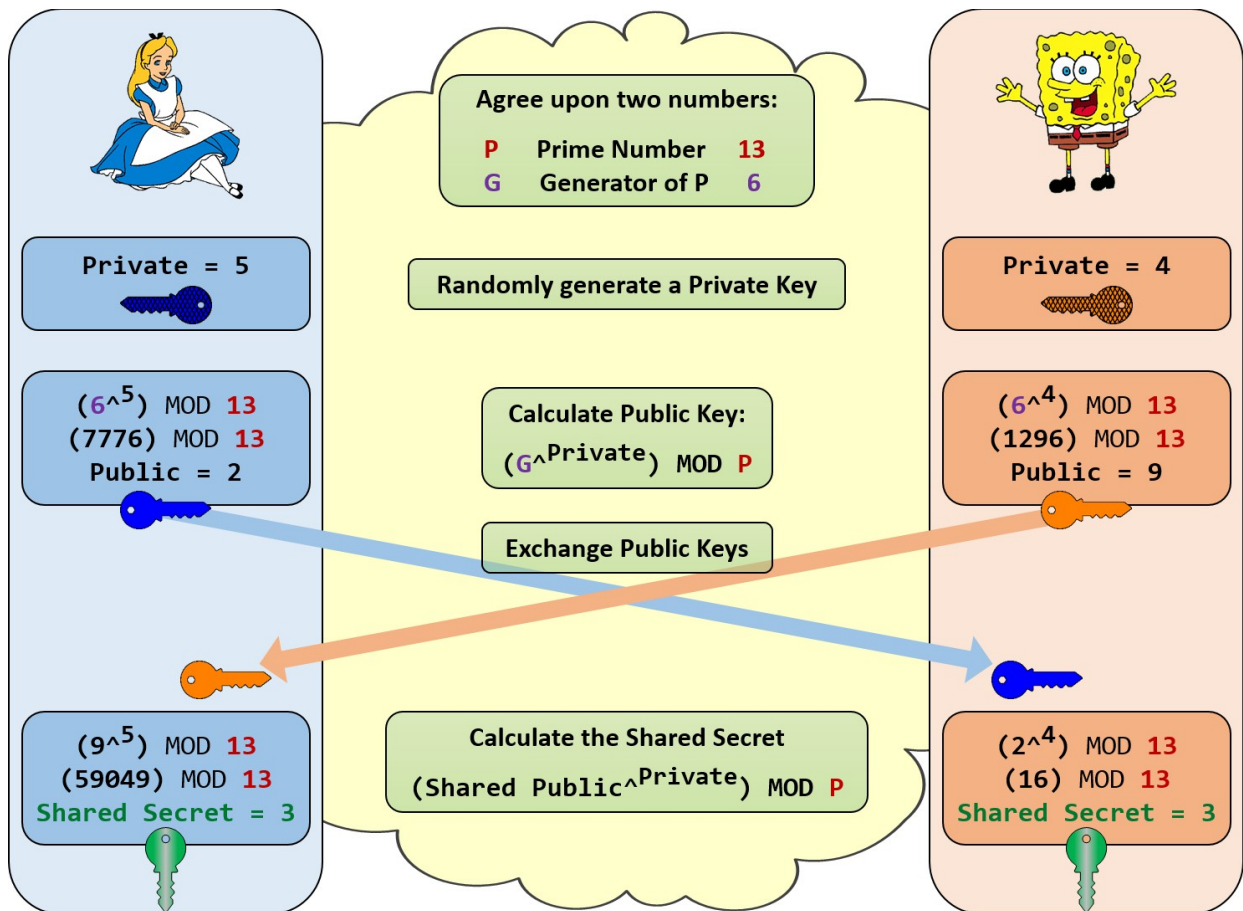 Agree upon two numbers:
P Prime Number 13
G Generator of P 6
Private = 5
Randomly generate a Private Key
Private = 4
(6^5) MOD 13
(7776) MOD 13
Public = 2
Calculate Public Key:
(G^Private) MOD P
(6^4) MOD 13
(1296) MOD 13
Public = 9
Exchange Public Keys
(9^5) MOD 13
(59049) MOD 13
Shared Secret = 3
Calculate the Shared Secret
(Shared Public^Private) MOD P
(2^4) MOD 13
(16) MOD 13
Shared Secret = 3